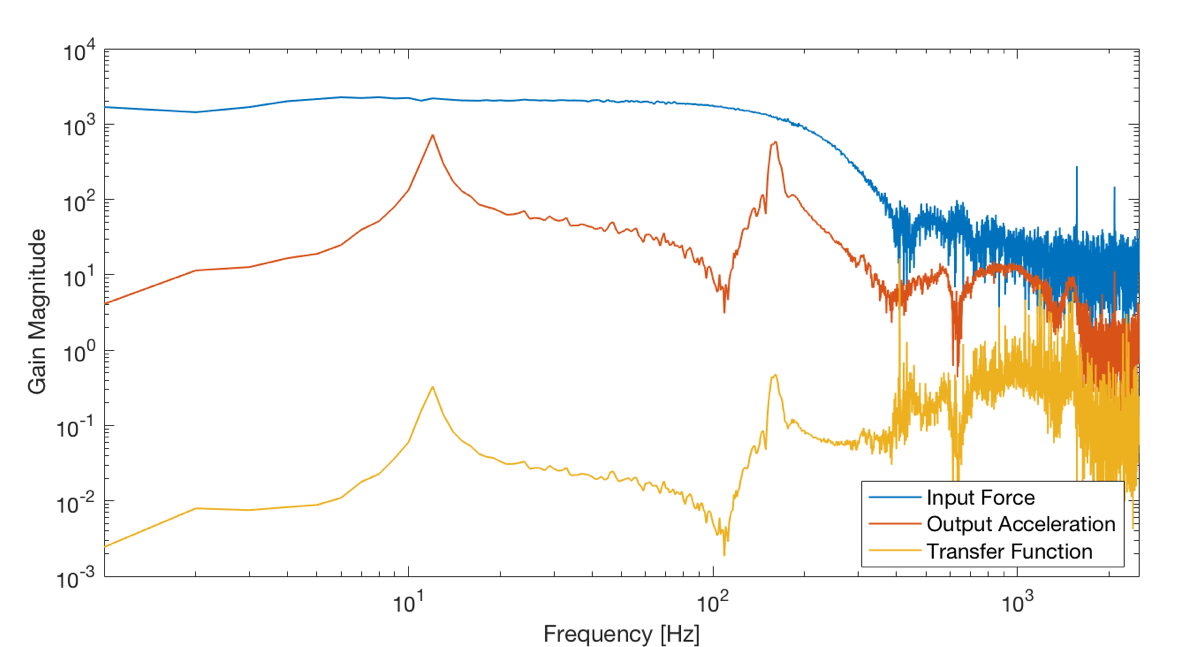 10^4
10^3
10^2
10^1
10^0
10^-1
10^-2
10^-3
Gain Magnitude
10^1
10^2
10^3
Frequency [Hz]
Input Force
Output Acceleration
Transfer Function